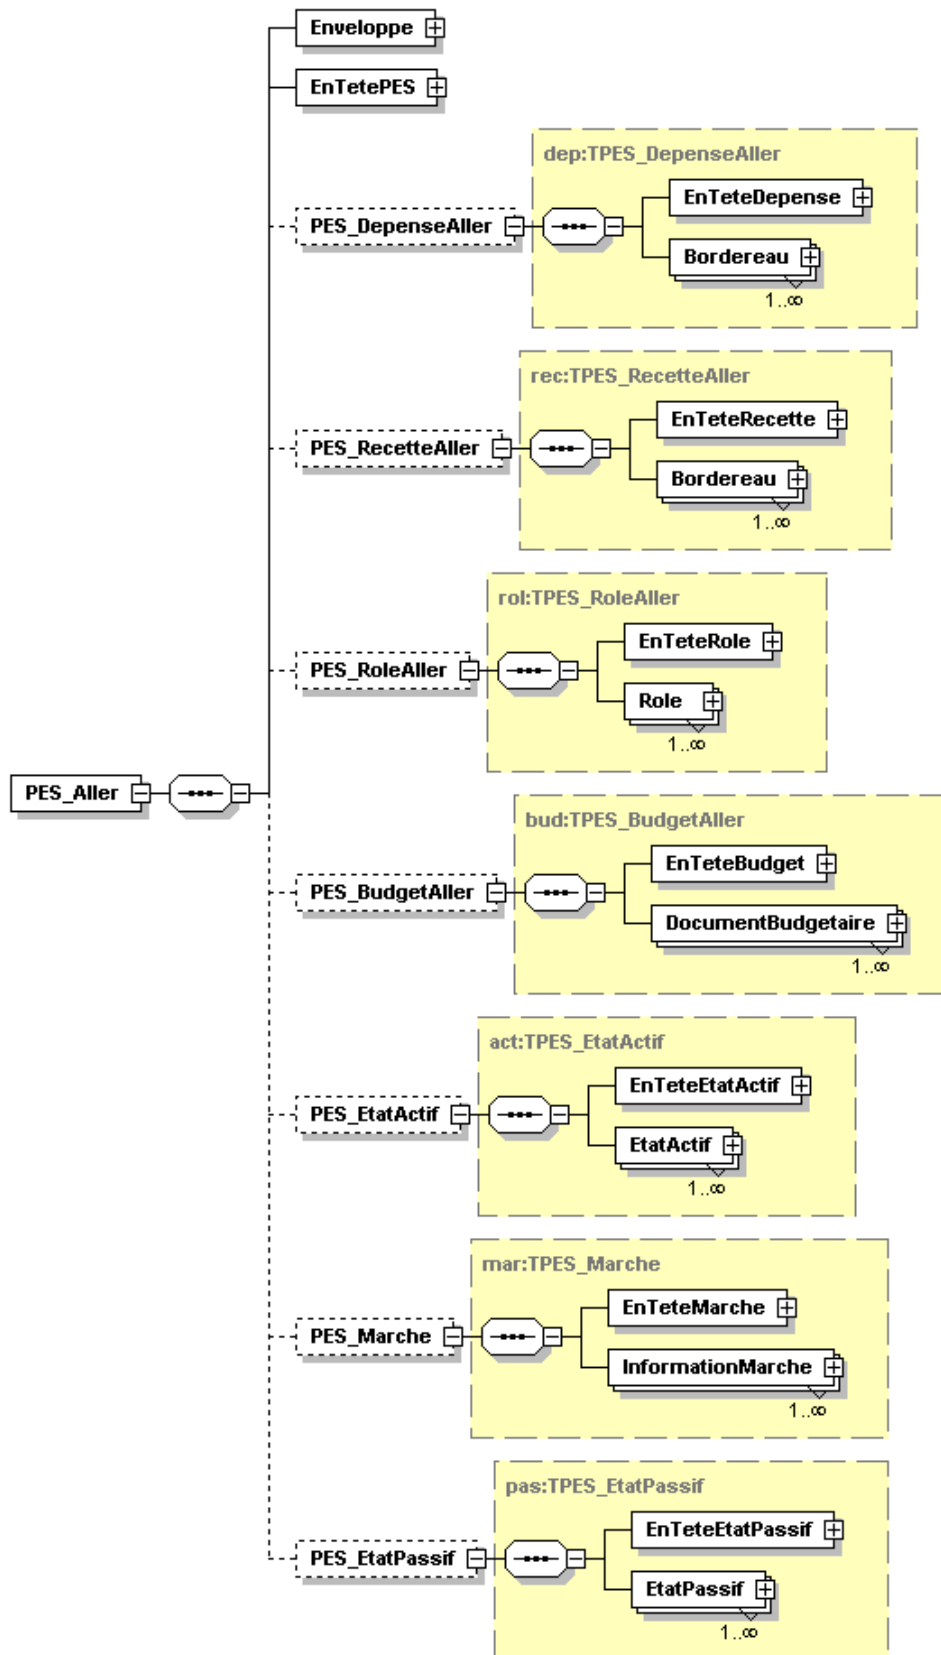 Enveloppe
EnTetePES
dep:TPES_DepenseAller
PES_DepenseAller
EnTeteDepense
Bordereau
1..∞
rec:TPES_RecetteAller
PES_RecetteAller
EnTeteRecette
Bordereau
1..∞
rol:TPES_RoleAller
PES_RoleAller
EnTeteRole
Role
1..∞
PES_Aller
bud:TPES_BudgetAller
PES_BudgetAller
EnTeteBudget
DocumentBudgetaire
1..∞
act:TPES_EtatActif
PES_EtatActif
EnTeteEtatActif
EtatActif
1..∞
mar:TPES_Marche
PES_Marche
EnTeteMarche
InformationMarche
1..∞
pas:TPES_EtatPassif
PES_EtatPassif
EnTeteEtatPassif
EtatPassif
1..∞